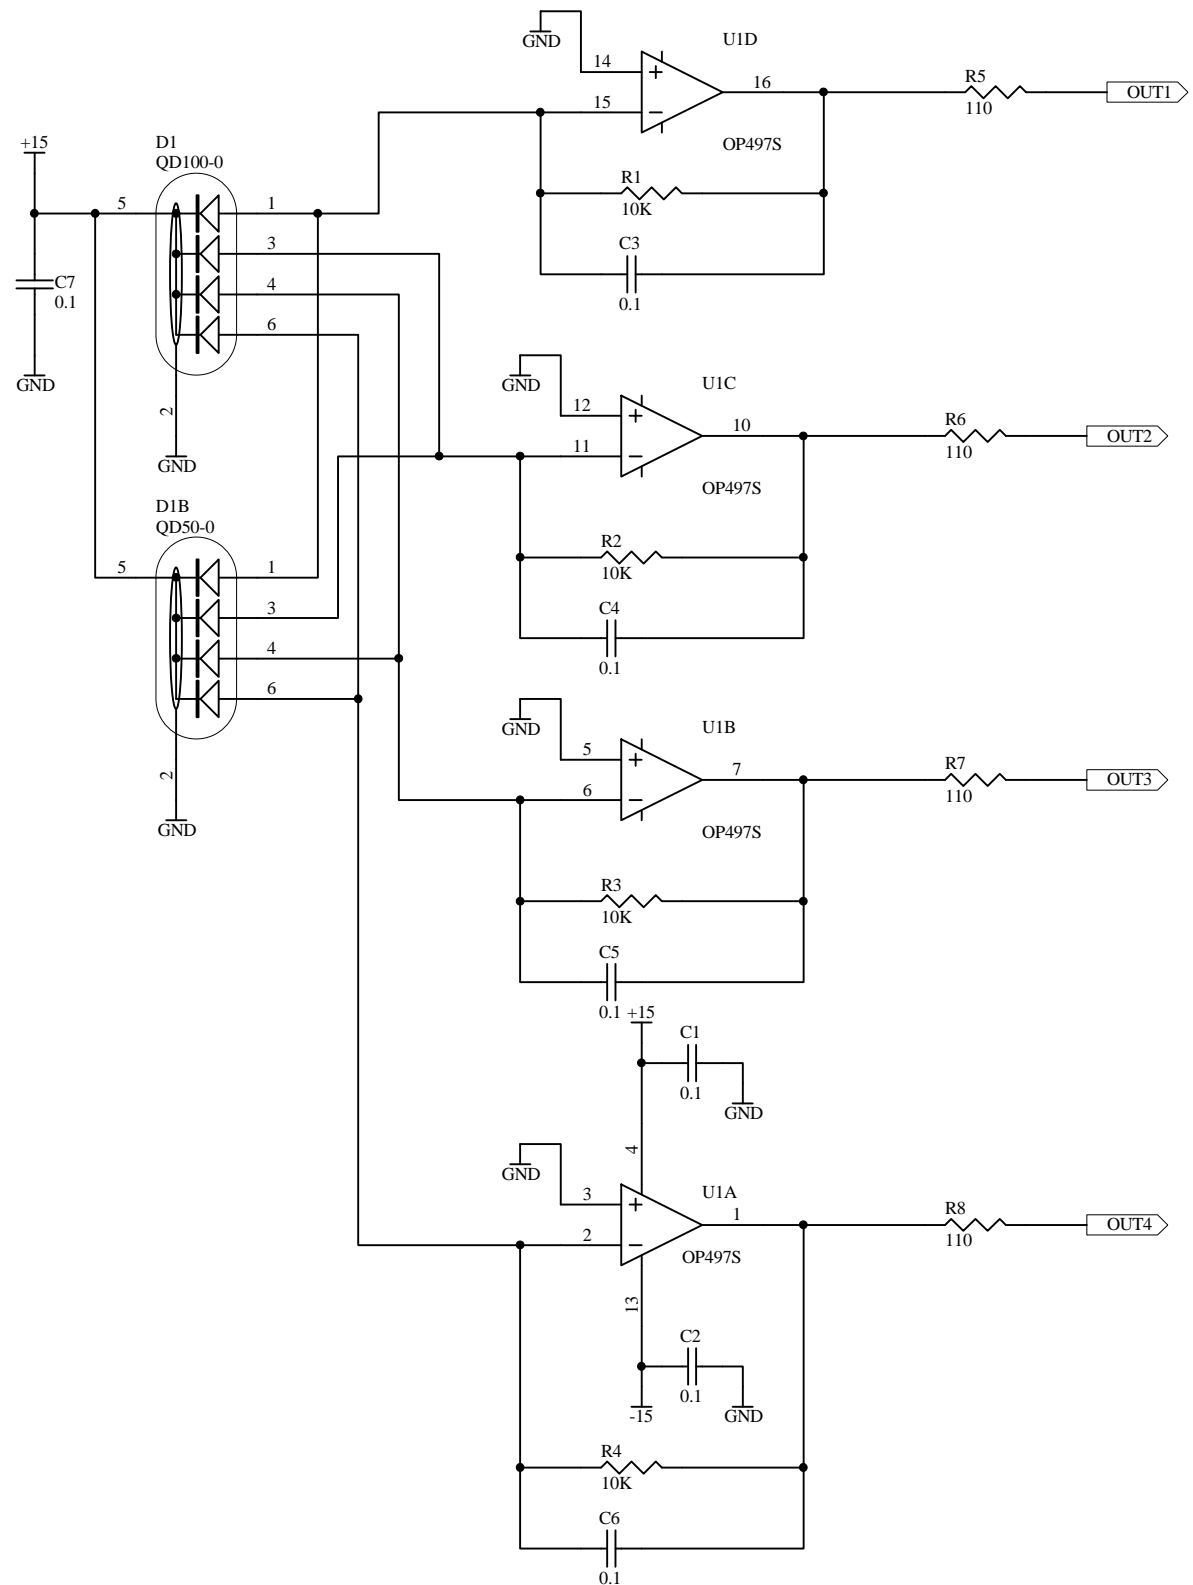 GND
U1D
14
16
15
R5
110
OUT1
OP497S
+15
D1
QD100-0
5
1
3
4
6
R1
10K
C3
0.1
C7
0.1
GND
2
GND
GND
U1C
12
10
11
R6
110
OUT2
OP497S
D1B
QD50-0
5
1
3
4
6
R2
10K
C4
0.1
2
GND
GND
U1B
5
7
6
R7
110
OUT3
OP497S
R3
10K
C5
0.1
+15
C1
0.1
GND
4
GND
U1A
3
1
2
R8
110
OUT4
OP497S
13
C2
0.1
-15
GND
R4
10K
C6
0.1